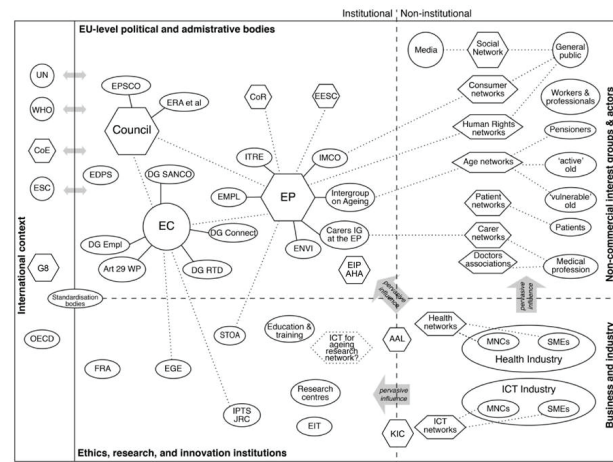 Institutional
Non-institutional
EU-level political and admistrative bodies
International context
UN
WHO
CoE
ESC
G8
Standardisation
bodies
OECD
EPSCO
ERA et al
Council
CoR
EESC
EDPS
DG SANCO
ITRE
IMCO
EMPL
EP
Intergroup
on Ageing
EC
DG Connect
Carers IG
at the EP
DG Empl
ENVI
Art 29 WP
DG RTD
EIP
AHA
Media
Social
Network
General
public
Consumer
networks
Workers &
professionals
Human Rights
networks
Pensioners
Age networks
'active'
old
Patient
networks
'vulnerable'
old
Patients
Carer
networks
Doctors
associations
Medical
profession
Non-commercial interest groups & actors
pervasive
influence
pervasive
influence
STOA
Education &
training
ICT for
ageing
research
network?
AAL
Health
networks
MNCs
SMEs
Health Industry
FRA
EGE
Research
centres
pervasive
influence
ICT Industry
MNCs
SMEs
IPTS
JRC
EIT
KIC
ICT
networks
Business and industry
Ethics, research, and innovation institutions